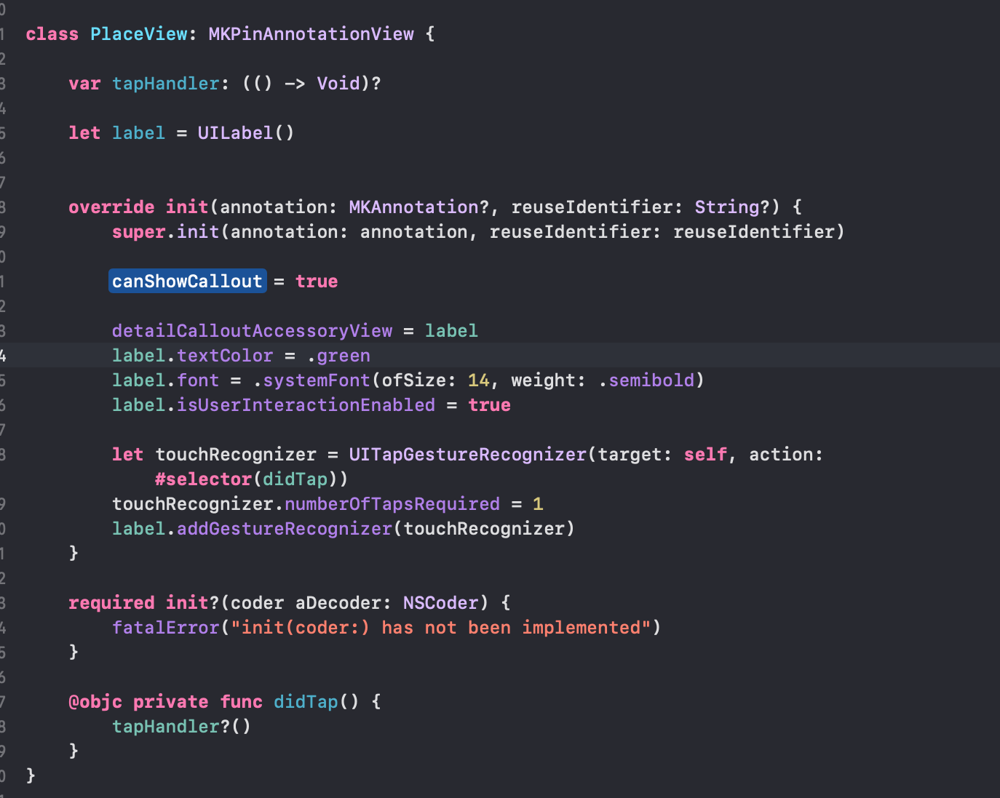 class PlaceView: MKPinAnnotationView {
var tapHandler: (() -> Void)?
let label = UILabel()
override init(annotation: MKAnnotation?, reuseIdentifier: String?) {
super.init(annotation: annotation, reuseIdentifier: reuseIdentifier)
canShowCallout = true
detailCalloutAccessoryView = label
label.textColor = .green
label.font = .systemFont(ofSize: 14, weight: .semibold)
label.isUserInteractionEnabled = true
let touchRecognizer = UITapGestureRecognizer(target: self, action:
#selector(didTap))
touchRecognizer.numberOfTapsRequired = 1
label.addGestureRecognizer(touchRecognizer)
}
required init?(coder aDecoder: NSCoder) {
fatalError("init(coder:) has not been implemented")
}
@objc private func didTap() {
tapHandler?()
}
}